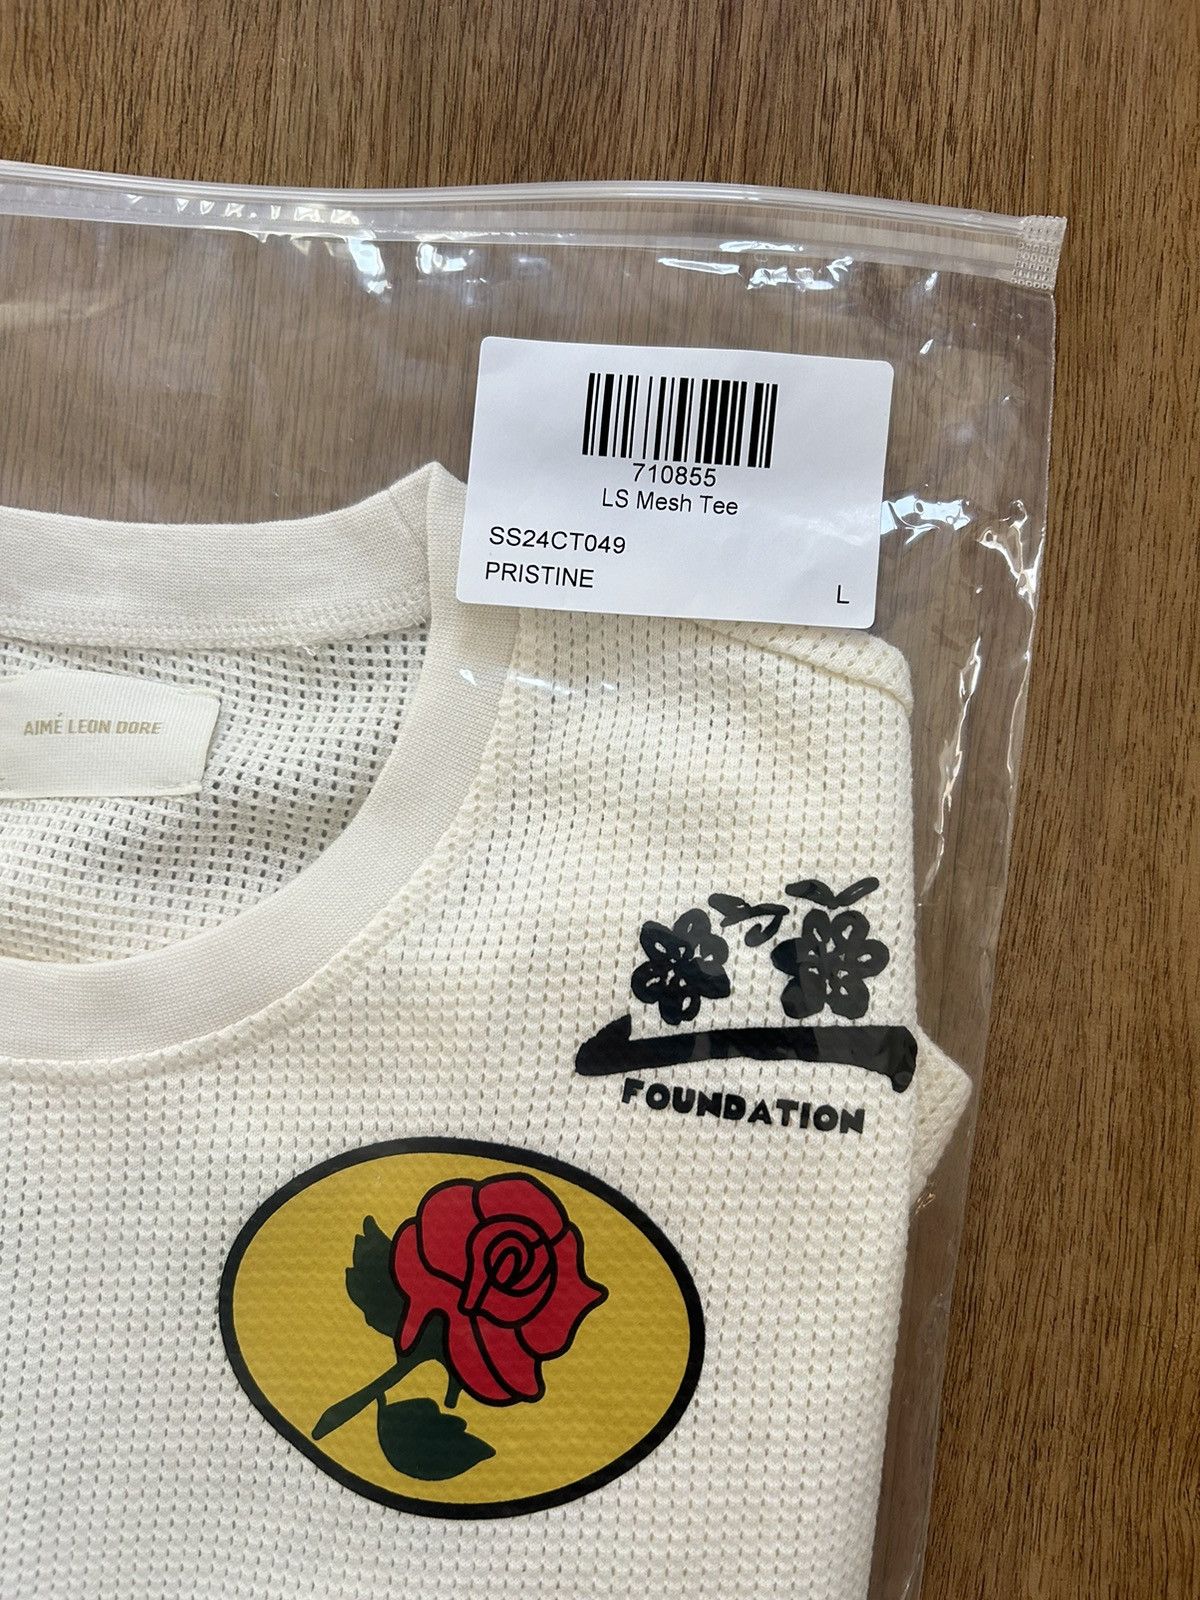 710855
LS Mesh Tee
SS24CT049
PRISTINE
L
AIMÉ LEON DORE
FOUNDATION